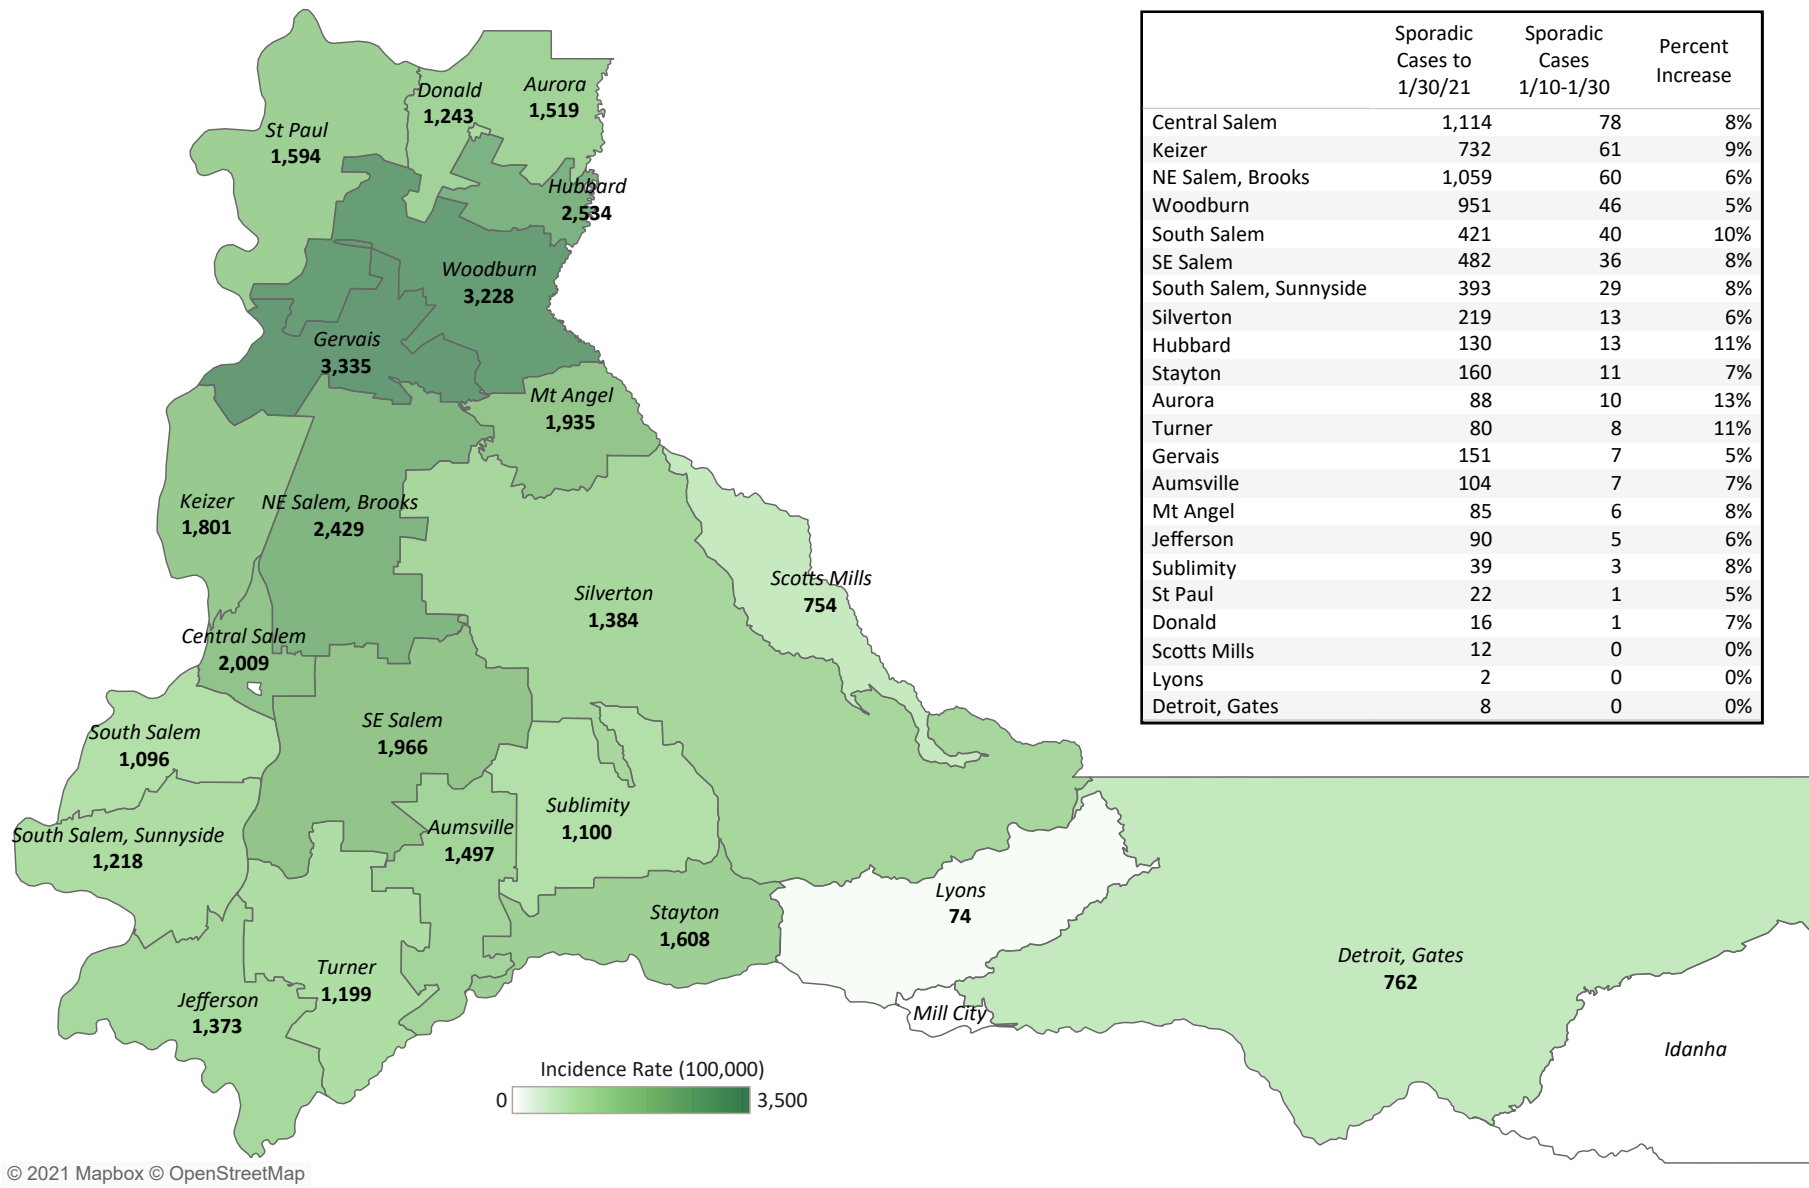 Sporadic Sporadic
Cases to Cases Percent
1/30/21 1/10-1/30 Increase
Central Salem 1,114 78 8%
Keizer 732 61 9%
NE Salem, Brooks 1,059 60 6%
Woodburn 951 46 5%
South Salem 421 40 10%
SE Salem 482 36 8%
South Salem, Sunnyside 393 29 8%
Silverton 219 13 6%
Hubbard 130 13 11%
Stayton 160 11 7%
Aurora 88 10 13%
Turner 80 8 11%
Gervais 151 7 5%
Aumsville 104 7 7%
Mt Angel 85 6 8%
Jefferson 90 5 6%
Sublimity 39 3 8%
St Paul 22 1 5%
Donald 16 1 7%
Scotts Mills 12 0 0%
Lyons 2 0 0%
Detroit, Gates 8 0 0%
Donald
1,243
Aurora
1,519
St Paul
1,594
Hubbard
2,534
Woodburn
3,228
Gervais
3,335
Mt Angel
1,935
Keizer
1,801
NE Salem, Brooks
2,429
Scotts Mills
754
Silverton
1,384
Central Salem
2,009
South Salem
1,096
SE Salem
1,966
Sublimity
1,100
Aumsville
1,497
South Salem, Sunnyside
1,218
Lyons
74
Stayton
1,608
Detroit, Gates
762
Turner
1,199
Jefferson
1,373
Mill City
Idanha
Incidence Rate (100,000)
0 3,500
© 2021 Mapbox © OpenStreetMap